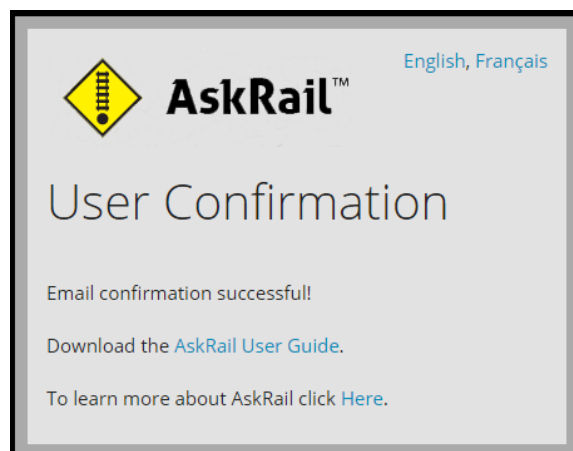 English, Français
AskRail™
User Confirmation
Email confirmation successful!
Download the AskRail User Guide.
To learn more about AskRail click Here.